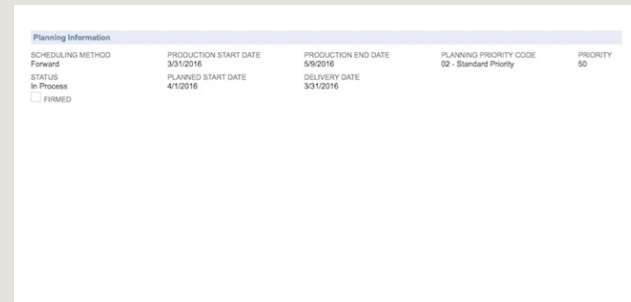 Planning Information
SCHEDULING METHOD PRODUCTION START DATE PRODUCTION END DATE PLANNING PRIORITY CODE PRIORITY
Forward 3/31/2016 5/9/2016 02 - Standard Priority 50
STATUS PLANNED START DATE DELIVERY DATE
In Process 4/1/2016 3/31/2016
FIRMED